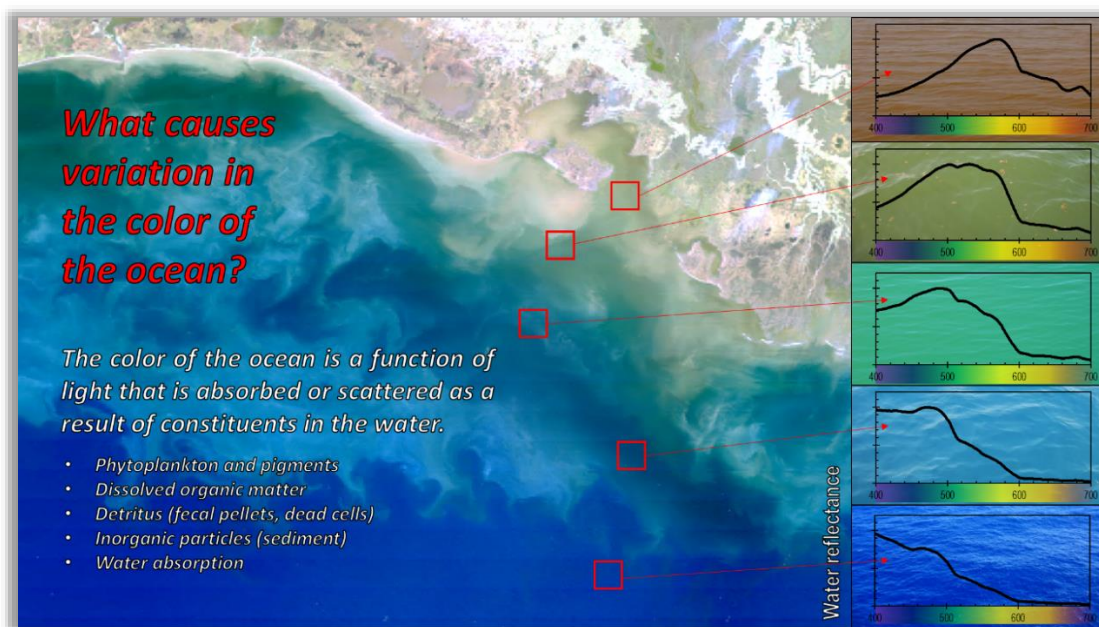 What causes
variation in
the color of
the ocean?
The color of the ocean is a function of
light that is absorbed or scattered as a
result of constituents in the water.
• Phytoplankton and pigments
• Dissolved organic matter
• Detritus (fecal pellets, dead cells)
• Inorganic particles (sediment)
• Water absorption
Water reflectance
400 500 600 700
400 500 600 700
400 500 600 700
400 500 600 700
400 500 600 700